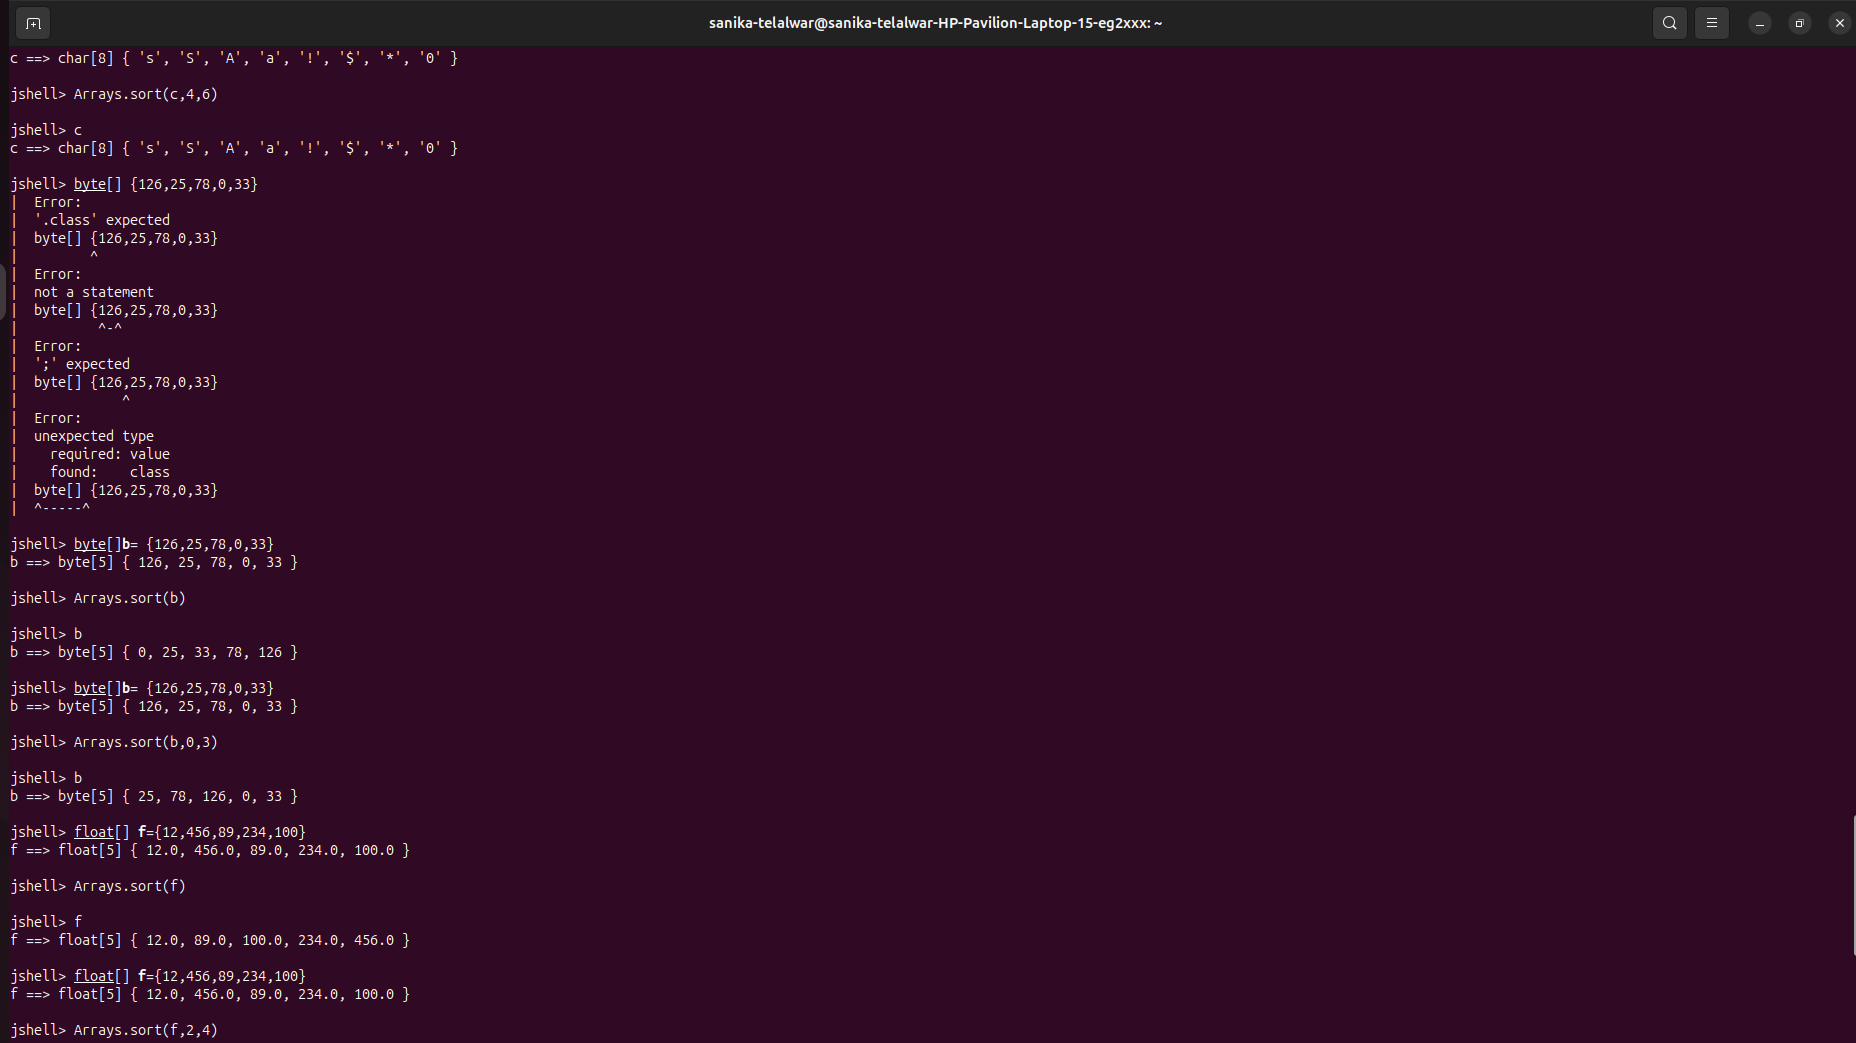 sanika-telalwar@sanika-telalwar-HP-Pavilion-Laptop-15-eg2xxx: ~
c ==> char[8] { 's', 'S', 'A', 'a', '!', '$', '*', '0' }
jshell> Arrays.sort(c,4,6)
jshell> c
c ==> char[8] { 's', 'S', 'A', 'a', '!', '$', '*', '0' }
jshell> byte[] {126,25,78,0,33}
|  Error:
|  '.class' expected
|  byte[] {126,25,78,0,33}
|         ^
|  Error:
|  not a statement
|  byte[] {126,25,78,0,33}
|          ^-^
|  Error:
|  ';' expected
|  byte[] {126,25,78,0,33}
|             ^
|  Error:
|  unexpected type
|    required: value
|    found:    class
|  byte[] {126,25,78,0,33}
|  ^-----^
jshell> byte[]b= {126,25,78,0,33}
b ==> byte[5] { 126, 25, 78, 0, 33 }
jshell> Arrays.sort(b)
jshell> b
b ==> byte[5] { 0, 25, 33, 78, 126 }
jshell> byte[]b= {126,25,78,0,33}
b ==> byte[5] { 126, 25, 78, 0, 33 }
jshell> Arrays.sort(b,0,3)
jshell> b
b ==> byte[5] { 25, 78, 126, 0, 33 }
jshell> float[] f={12,456,89,234,100}
f ==> float[5] { 12.0, 456.0, 89.0, 234.0, 100.0 }
jshell> Arrays.sort(f)
jshell> f
f ==> float[5] { 12.0, 89.0, 100.0, 234.0, 456.0 }
jshell> float[] f={12,456,89,234,100}
f ==> float[5] { 12.0, 456.0, 89.0, 234.0, 100.0 }
jshell> Arrays.sort(f,2,4)